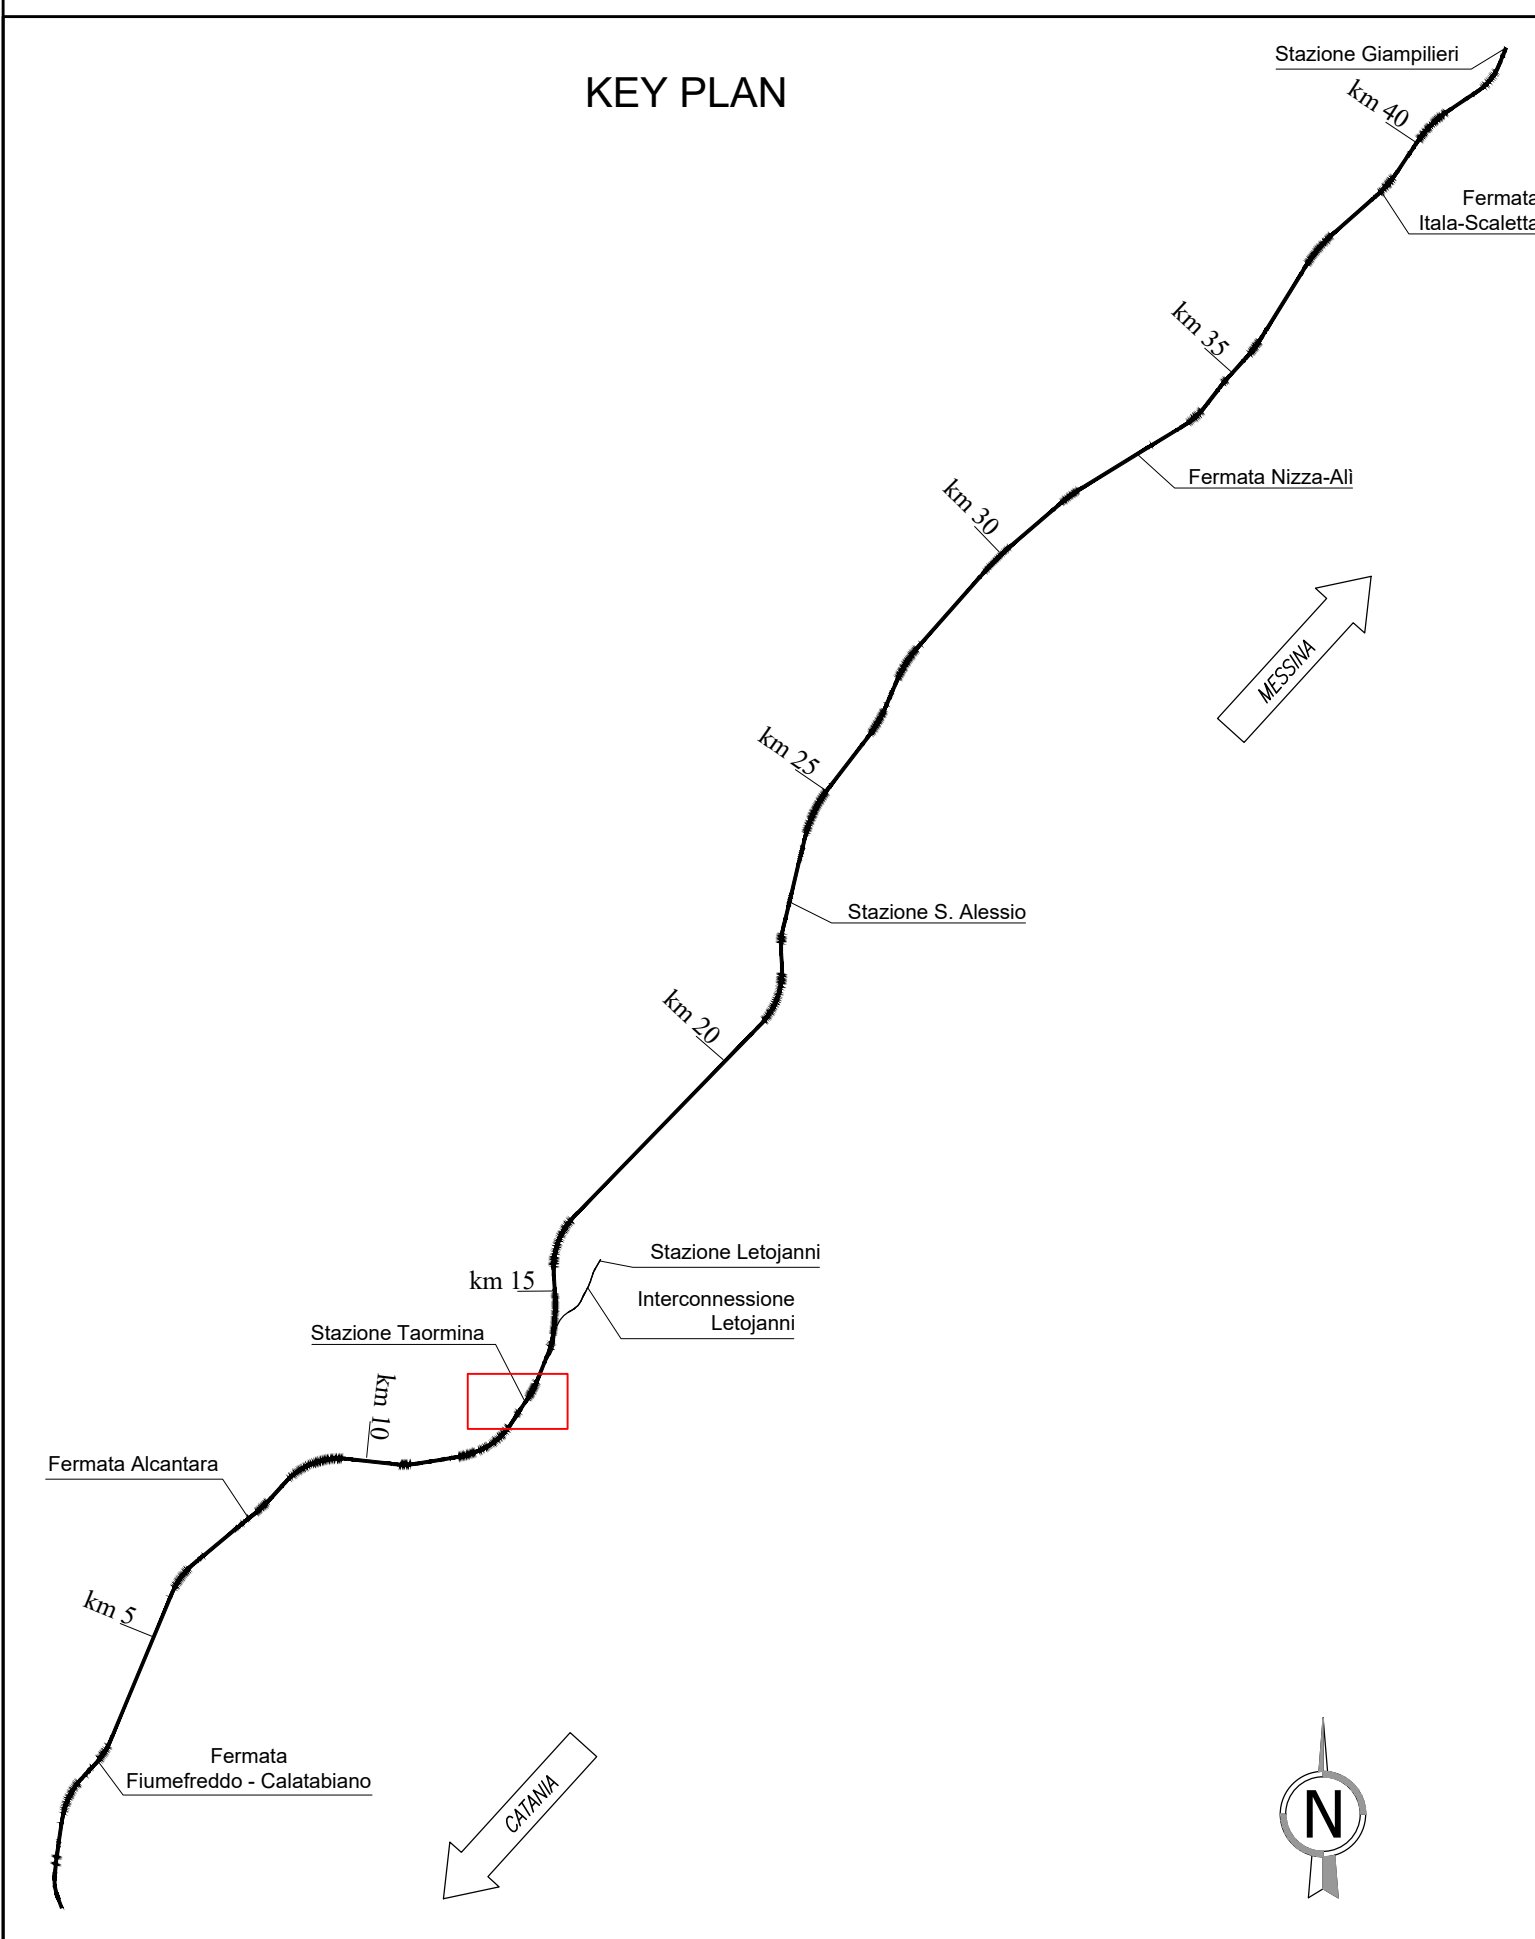 Stazione Giampilieri
KEY PLAN
km 40
Fermata
Itala-Scaletta
km 35
Fermata Nizza-Alì
km 30
MESSINA
km 25
Stazione S. Alessio
km 20
Stazione Letojanni
km 15
Interconnessione
Letojanni
Stazione Taormina
km 10
Fermata Alcantara
km 5
Fermata
Fiumefreddo - Calatabiano
CATANIA
N